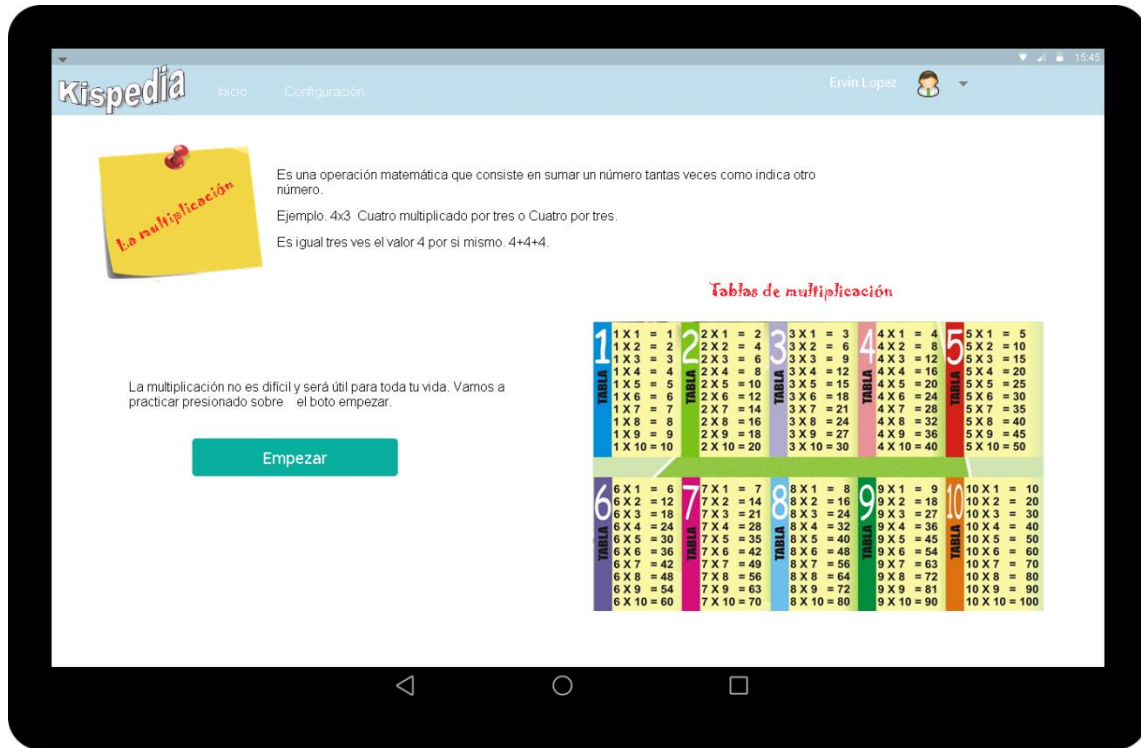 15:45
Kispedia
Inicio
Configuración
Ervin Lopez
La multiplicación
Es una operación matemática que consiste en sumar un número tantas veces como indica otro
número.
Ejemplo. 4x3 Cuatro multiplicado por tres o Cuatro por tres.
Es igual tres ves el valor 4 por si mismo. 4+4+4.
Tablas de multiplicación
La multiplicación no es difícil y será útil para toda tu vida. Vamos a
practicar presionado sobre el boto empezar.
Empezar
1 TABLA
1 X 1 = 1
1 X 2 = 2
1 X 3 = 3
1 X 4 = 4
1 X 5 = 5
1 X 6 = 6
1 X 7 = 7
1 X 8 = 8
1 X 9 = 9
1 X 10 = 10
2 TABLA
2 X 1 = 2
2 X 2 = 4
2 X 3 = 6
2 X 4 = 8
2 X 5 = 10
2 X 6 = 12
2 X 7 = 14
2 X 8 = 16
2 X 9 = 18
2 X 10 = 20
3 TABLA
3 X 1 = 3
3 X 2 = 6
3 X 3 = 9
3 X 4 = 12
3 X 5 = 15
3 X 6 = 18
3 X 7 = 21
3 X 8 = 24
3 X 9 = 27
3 X 10 = 30
4 TABLA
4 X 1 = 4
4 X 2 = 8
4 X 3 = 12
4 X 4 = 16
4 X 5 = 20
4 X 6 = 24
4 X 7 = 28
4 X 8 = 32
4 X 9 = 36
4 X 10 = 40
5 TABLA
5 X 1 = 5
5 X 2 = 10
5 X 3 = 15
5 X 4 = 20
5 X 5 = 25
5 X 6 = 30
5 X 7 = 35
5 X 8 = 40
5 X 9 = 45
5 X 10 = 50
6 TABLA
6 X 1 = 6
6 X 2 = 12
6 X 3 = 18
6 X 4 = 24
6 X 5 = 30
6 X 6 = 36
6 X 7 = 42
6 X 8 = 48
6 X 9 = 54
6 X 10 = 60
7 TABLA
7 X 1 = 7
7 X 2 = 14
7 X 3 = 21
7 X 4 = 28
7 X 5 = 35
7 X 6 = 42
7 X 7 = 49
7 X 8 = 56
7 X 9 = 63
7 X 10 = 70
8 TABLA
8 X 1 = 8
8 X 2 = 16
8 X 3 = 24
8 X 4 = 32
8 X 5 = 40
8 X 6 = 48
8 X 7 = 56
8 X 8 = 64
8 X 9 = 72
8 X 10 = 80
9 TABLA
9 X 1 = 9
9 X 2 = 18
9 X 3 = 27
9 X 4 = 36
9 X 5 = 45
9 X 6 = 54
9 X 7 = 63
9 X 8 = 72
9 X 9 = 81
9 X 10 = 90
10 TABLA
10 X 1 = 10
10 X 2 = 20
10 X 3 = 30
10 X 4 = 40
10 X 5 = 50
10 X 6 = 60
10 X 7 = 70
10 X 8 = 80
10 X 9 = 90
10 X 10 = 100